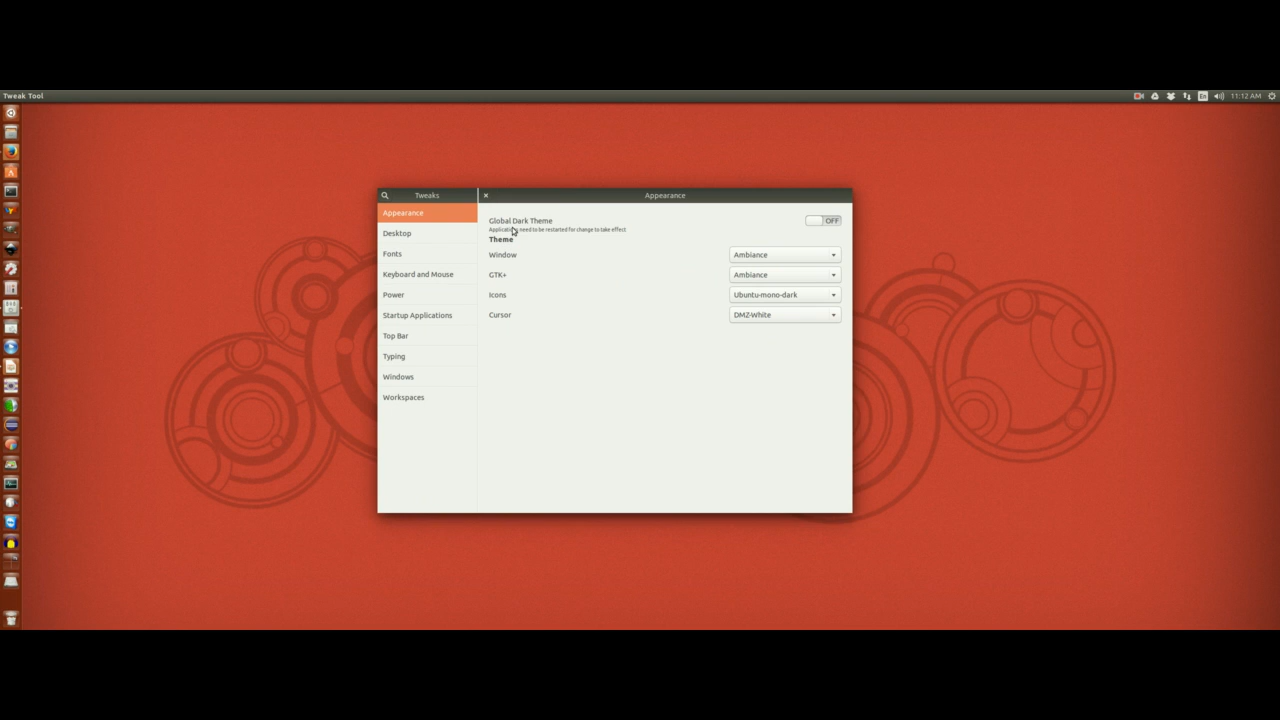 Tweak Tool
En
11:12 AM
Tweaks
Appearance
Appearance
Desktop
Fonts
Keyboard and Mouse
Power
Startup Applications
Top Bar
Typing
Windows
Workspaces
Global Dark Theme
OFF
Applications need to be restarted for change to take effect
Theme
Window
Ambiance
GTK+
Ambiance
Icons
Ubuntu-mono-dark
Cursor
DMZ-White